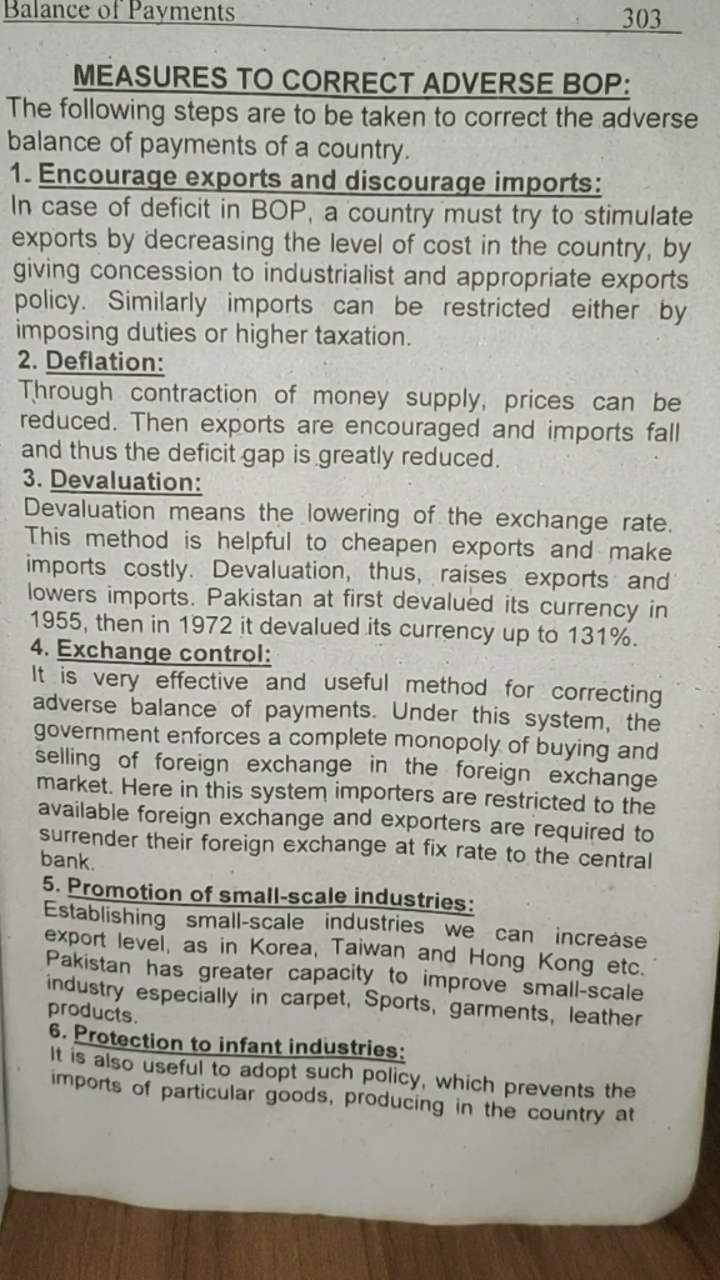 Balance of Payments 303
MEASURES TO CORRECT ADVERSE BOP:
The following steps are to be taken to correct the adverse
balance of payments of a country.
1. Encourage exports and discourage imports:
In case of deficit in BOP, a country must try to stimulate
exports by decreasing the level of cost in the country, by
giving concession to industrialist and appropriate exports
policy. Similarly imports can be restricted either by
imposing duties or higher taxation.
2. Deflation:
Through contraction of money supply, prices can be
reduced. Then exports are encouraged and imports fall
and thus the deficit gap is greatly reduced.
3. Devaluation:
Devaluation means the lowering of the exchange rate.
This method is helpful to cheapen exports and make
imports costly. Devaluation, thus, raises exports and
lowers imports. Pakistan at first devalued its currency in
1955, then in 1972 it devalued its currency up to 131%.
4. Exchange control:
It is very effective and useful method for correcting
adverse balance of payments. Under this system, the
government enforces a complete monopoly of buying and
selling of foreign exchange in the foreign exchange
market. Here in this system importers are restricted to the
available foreign exchange and exporters are required to
surrender their foreign exchange at fix rate to the central
bank.
5. Promotion of small-scale industries:
Establishing small-scale industries we can increase
export level, as in Korea, Taiwan and Hong Kong etc.
Pakistan has greater capacity to improve small-scale
industry especially in carpet, Sports, garments, leather
products.
6. Protection to infant industries:
It is also useful to adopt such policy, which prevents the
imports of particular goods, producing in the country at